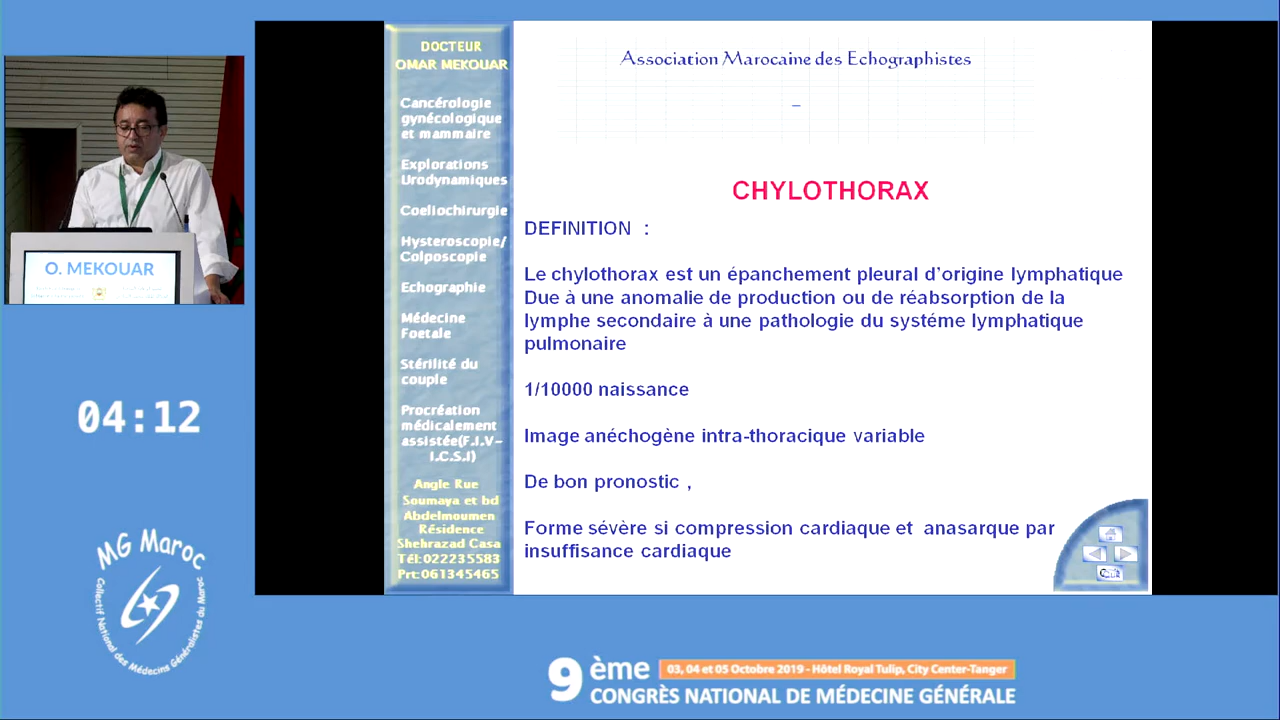 DOCTEUR
OMAR MEKOUAR
Cancérologie
gynécologique
et mammaire
Explorations
Urodynamiques
Coeliochirurgie
Hysteroscopie/
Colposcopie
Echographie
Médecine
Foetale
Stérilité du
couple
Procréation
médicalement
assistée(F.I.V-
I.C.S.I)
Angle Rue
Soumaya et bd
Abdelmoumen
Résidence
Shehrazad Casa
Tél:022235583
Prt:061345465
Association Marocaine des Echographistes
–
CHYLOTHORAX
DEFINITION :
Le chylothorax est un épanchement pleural d'origine lymphatique
Due à une anomalie de production ou de réabsorption de la
lymphe secondaire à une pathologie du systéme lymphatique
pulmonaire
1/10000 naissance
Image anéchogène intra-thoracique variable
De bon pronostic ,
Forme sévère si compression cardiaque et anasarque par
insuffisance cardiaque
O. MEKOUAR
04:12
MG Maroc
Collectif National des Médecins Généralistes du Maroc
9 ème
03, 04 et 05 Octobre 2019 - Hôtel Royal Tulip, City Center-Tanger
CONGRÈS NATIONAL DE MÉDECINE GÉNÉRALE